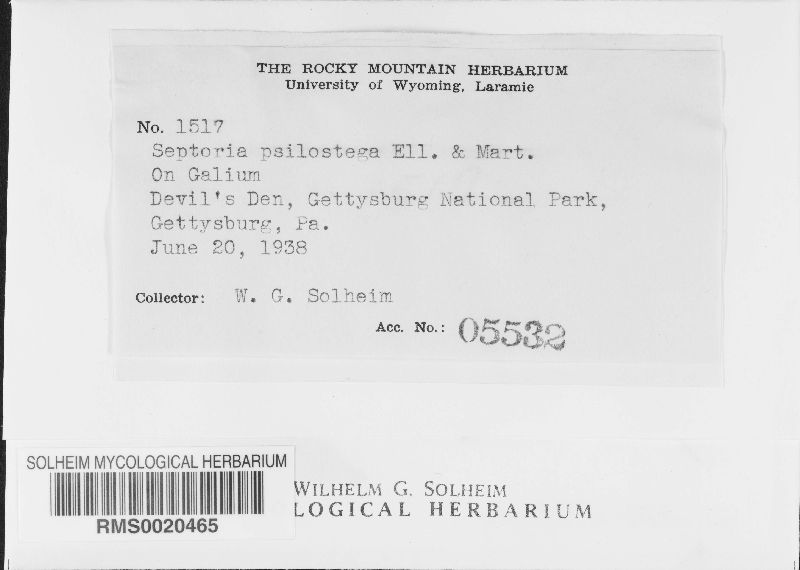 THE ROCKY MOUNTAIN HERBARIUM
University of Wyoming, Laramie
No. 1517
Septoria psilostega Ell. & Mart.
On Galium
Devil's Den, Gettysburg National Park,
Gettysburg, Pa.
June 20, 1938
Collector: W. G. Solheim
Acc. No.: 05532
SOLHEIM MYCOLOGICAL HERBARIUM
RMS0020465
WILHELM G. SOLHEIM
LOGICAL HERBARIUM